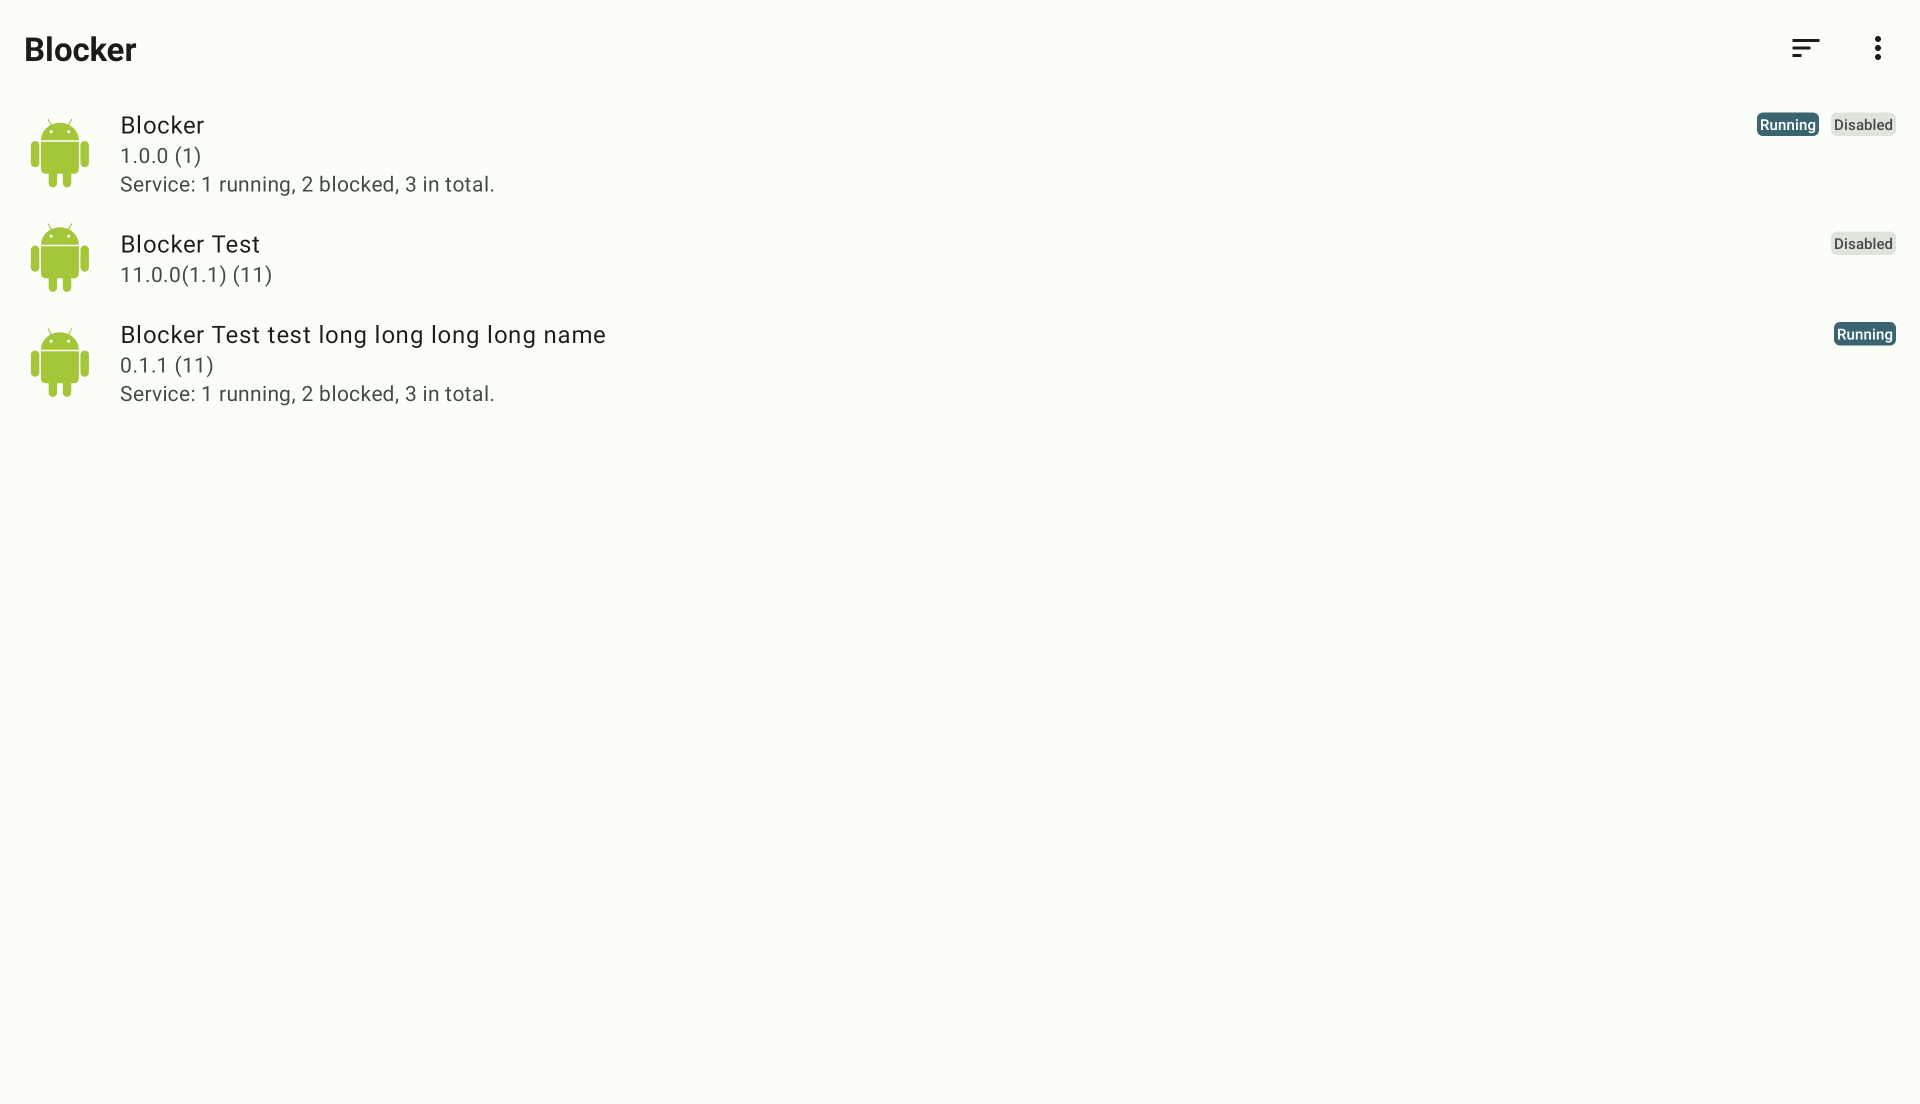 Blocker
Blocker Running Disabled
1.0.0 (1)
Service: 1 running, 2 blocked, 3 in total.
Blocker Test Disabled
11.0.0(1.1) (11)
Blocker Test test long long long long name Running
0.1.1 (11)
Service: 1 running, 2 blocked, 3 in total.